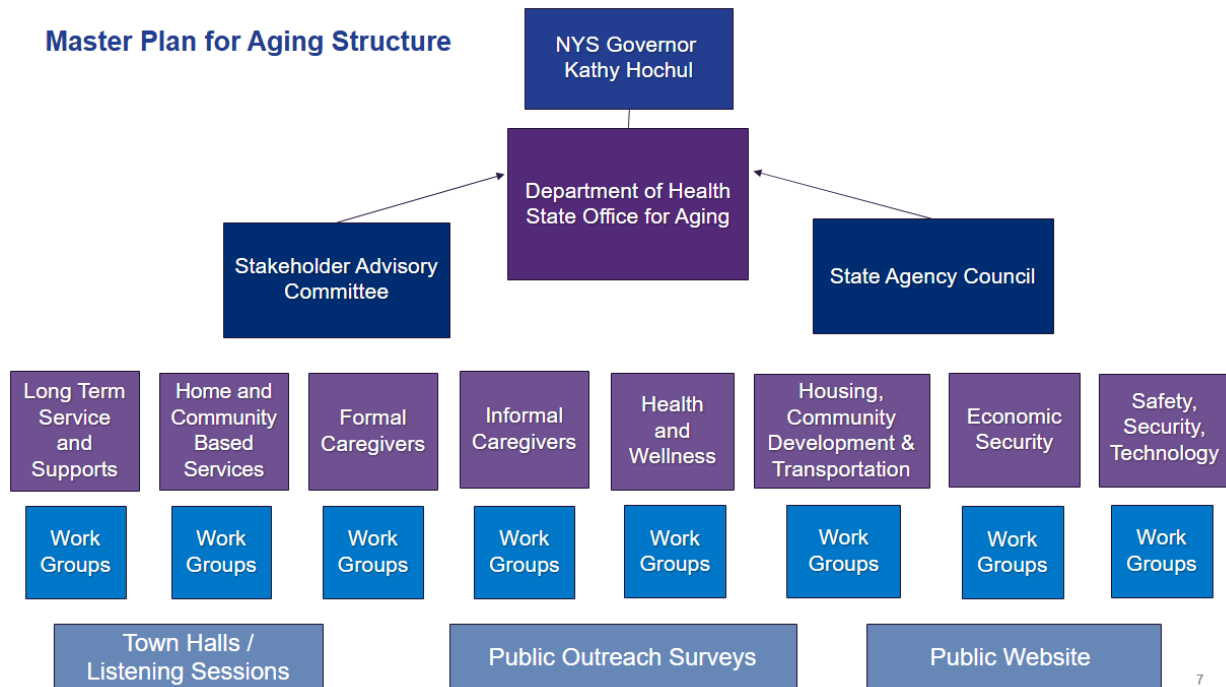 Master Plan for Aging Structure
NYS Governor
Kathy Hochul
Department of Health
State Office for Aging
Stakeholder Advisory
Committee
State Agency Council
Long Term
Service
and
Supports
Home and
Community
Based
Services
Formal
Caregivers
Informal
Caregivers
Health
and
Wellness
Housing,
Community
Development &
Transportation
Economic
Security
Safety,
Security,
Technology
Work
Groups
Work
Groups
Work
Groups
Work
Groups
Work
Groups
Work
Groups
Work
Groups
Work
Groups
Town Halls /
Listening Sessions
Public Outreach Surveys
Public Website
7